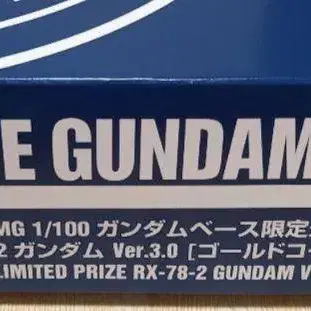 E GUNDAM
MG 1/100 ガンダムベース限定
2 ガンダム Ver.3.0 [ゴールドコー
LIMITED PRIZE RX-78-2 GUNDAM V